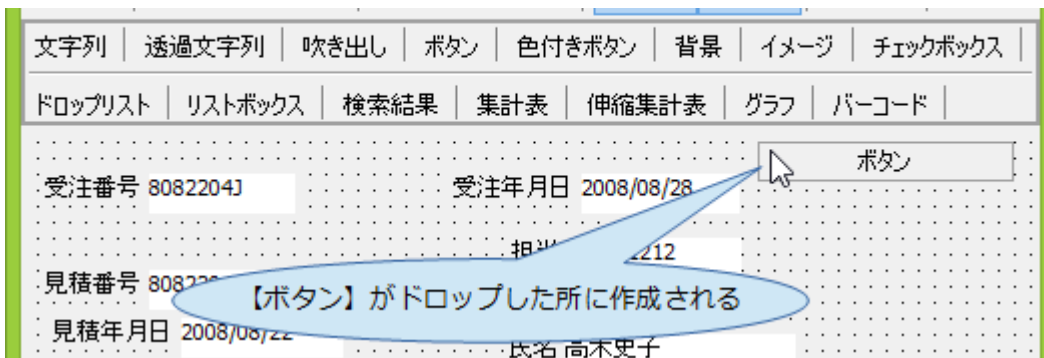 文字列 透過文字列 吹き出し ボタン 色付きボタン 背景 イメージ チェックボックス
ドロップリスト リストボックス 検索結果 集計表 伸縮集計表 グラフ バーコード
ボタン
受注番号 8082204J 受注年月日 2008/08/28
見積番号
【ボタン】がドロップした所に作成される
見積年月日 2008/08/22
氏名 高木史子